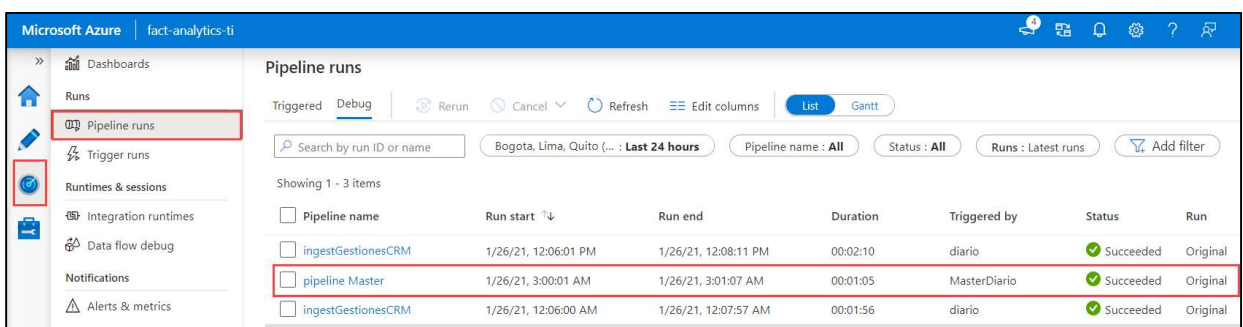 Microsoft Azure fact-analytics-ti 4 ?
» Dashboards
Pipeline runs
Runs
Triggered Debug Rerun Cancel Refresh Edit columns List Gantt
Pipeline runs
Search by run ID or name Bogota, Lima, Quito (... : Last 24 hours Pipeline name : All Status : All Runs : Latest runs Add filter
Trigger runs
Showing 1 - 3 items
Runtimes & sessions
Integration runtimes
Pipeline name Run start ↑↓ Run end Duration Triggered by Status Run
Data flow debug
ingestGestionesCRM 1/26/21, 12:06:01 PM 1/26/21, 12:08:11 PM 00:02:10 diario Succeeded Original
Notifications
pipeline Master 1/26/21, 3:00:01 AM 1/26/21, 3:01:07 AM 00:01:05 MasterDiario Succeeded Original
Alerts & metrics
ingestGestionesCRM 1/26/21, 12:06:00 AM 1/26/21, 12:07:57 AM 00:01:56 diario Succeeded Original